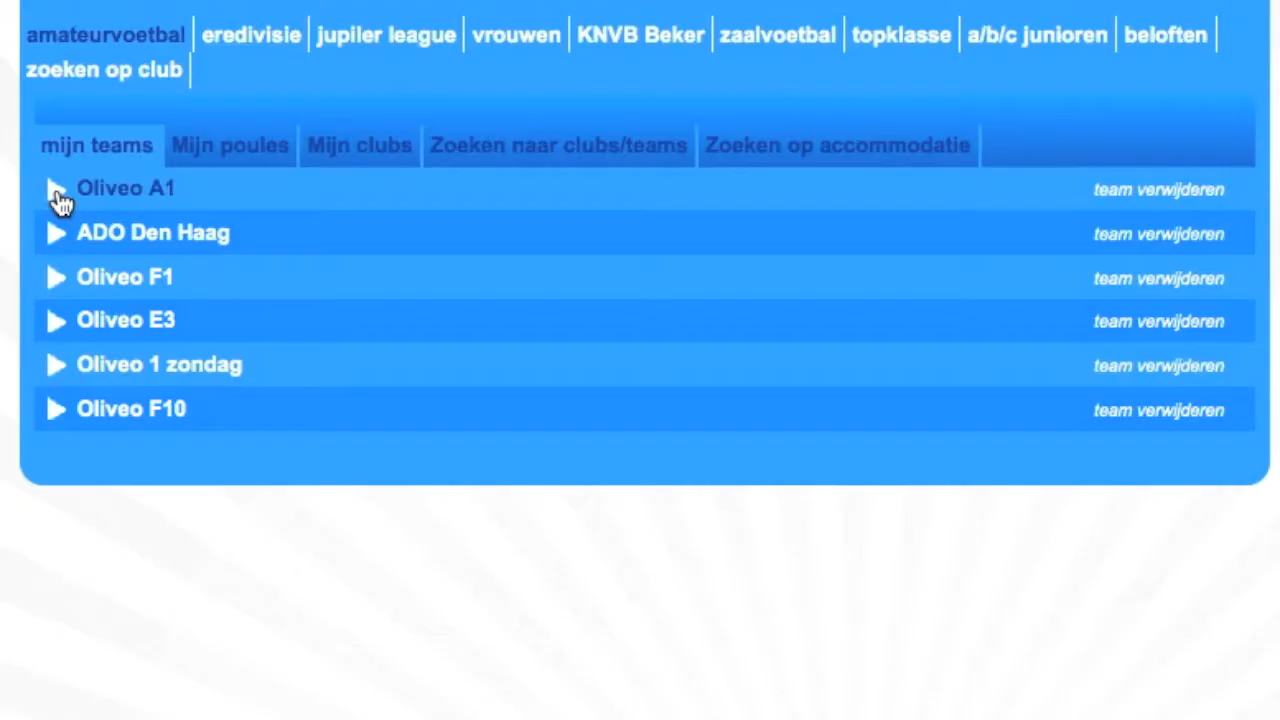 amateurvoetbal eredivisie jupiler league vrouwen KNVB Beker zaalvoetbal topklasse a/b/c junioren beloften
zoeken op club
mijn teams Mijn poules Mijn clubs Zoeken naar clubs/teams Zoeken op accommodatie
Oliveo A1 team verwijderen
ADO Den Haag team verwijderen
Oliveo F1 team verwijderen
Oliveo E3 team verwijderen
Oliveo 1 zondag team verwijderen
Oliveo F10 team verwijderen